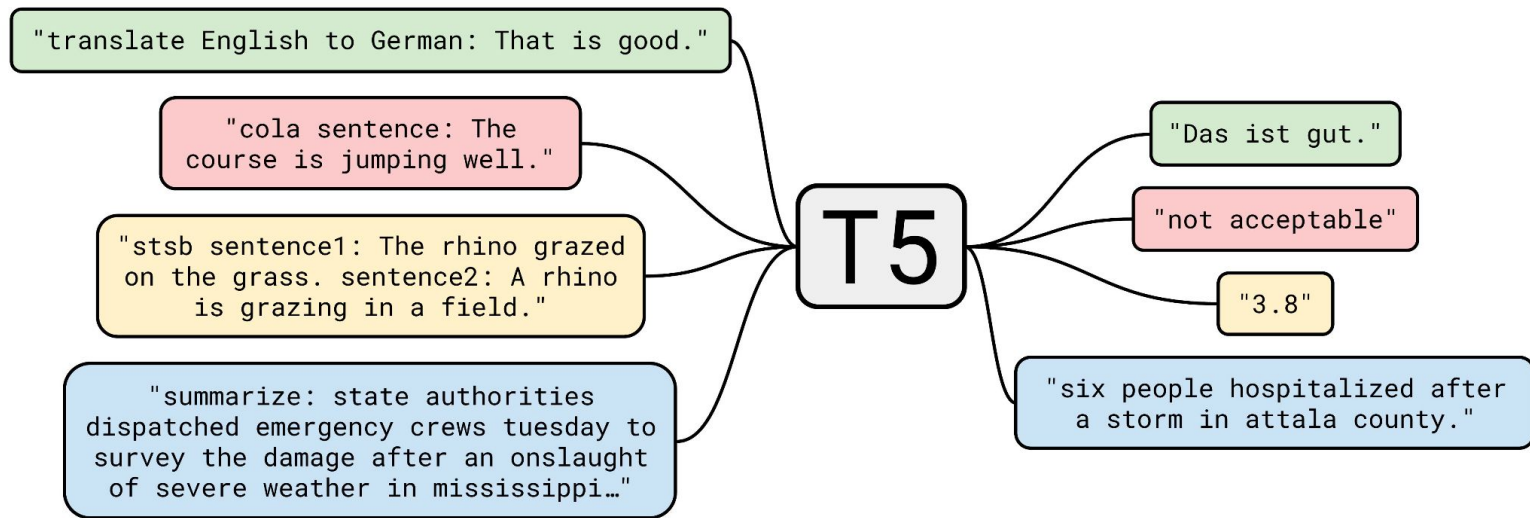 "translate English to German: That is good."
"cola sentence: The
course is jumping well."
"stsb sentence1: The rhino grazed
on the grass. sentence2: A rhino
is grazing in a field."
"summarize: state authorities
dispatched emergency crews tuesday to
survey the damage after an onslaught
of severe weather in mississippi…"
T5
"Das ist gut."
"not acceptable"
"3.8"
"six people hospitalized after
a storm in attala county."